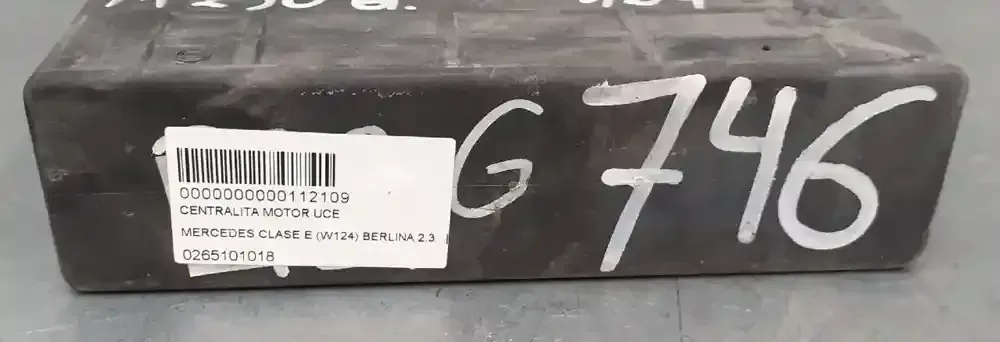 G 746
0000000000112109
CENTRALITA MOTOR UCE
MERCEDES CLASE E (W124) BERLINA 2.3
0265101018